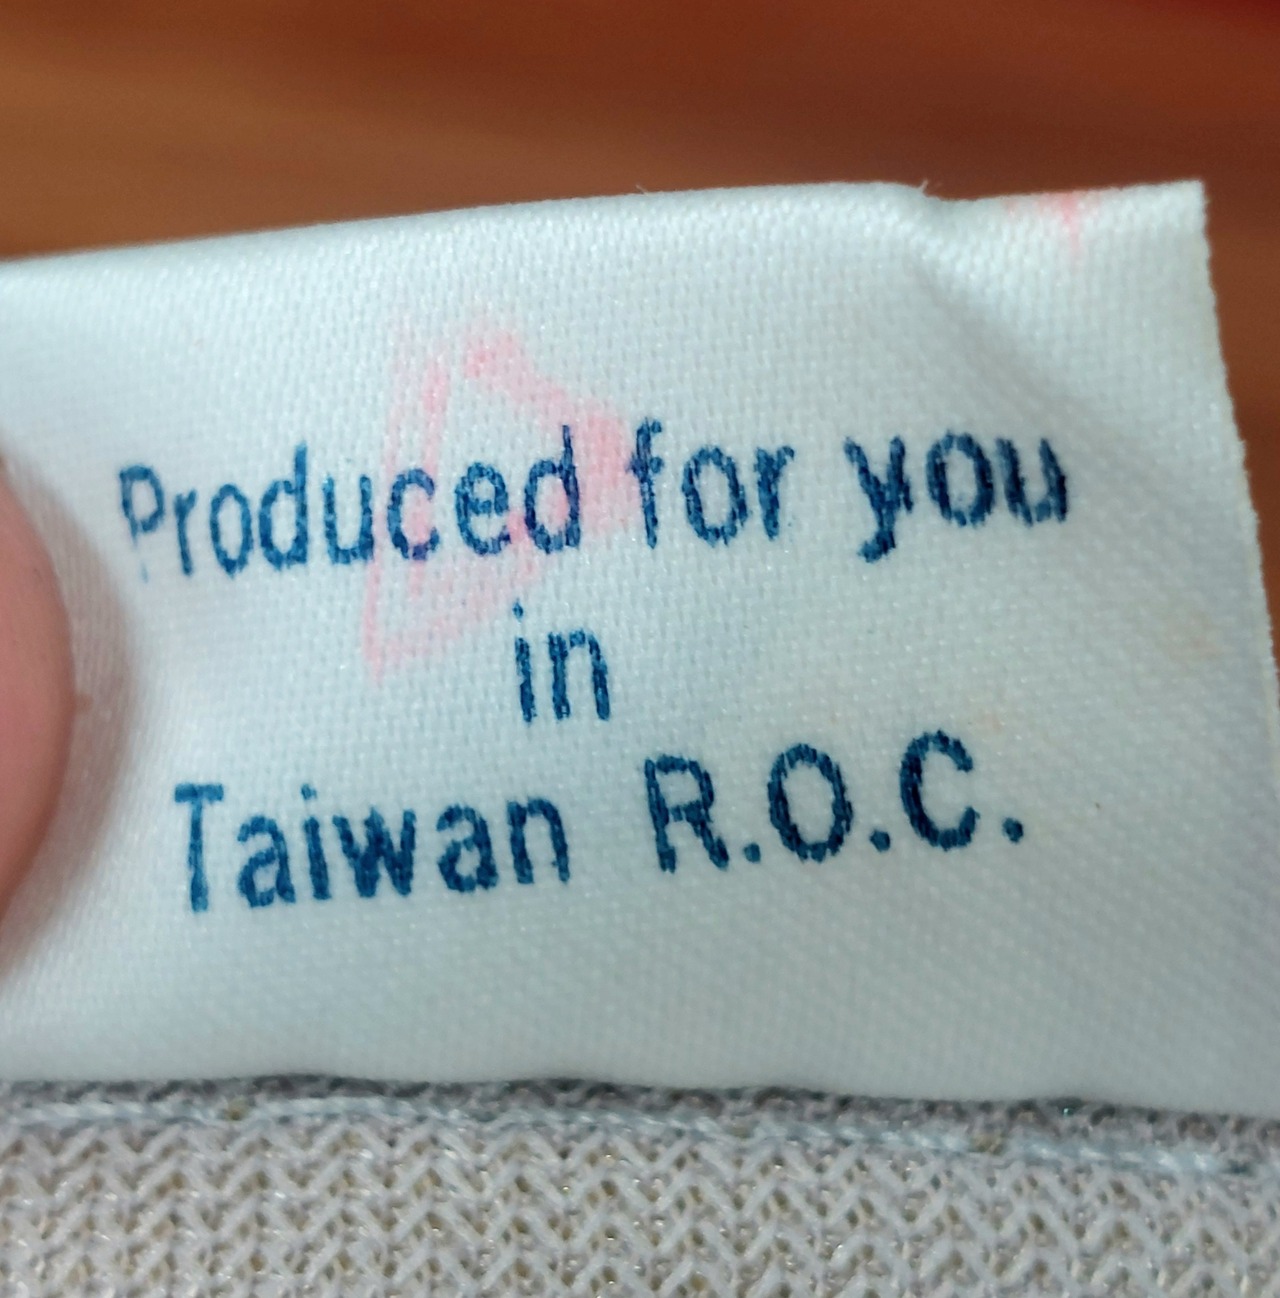 Produced for you
in
Taiwan R.O.C.